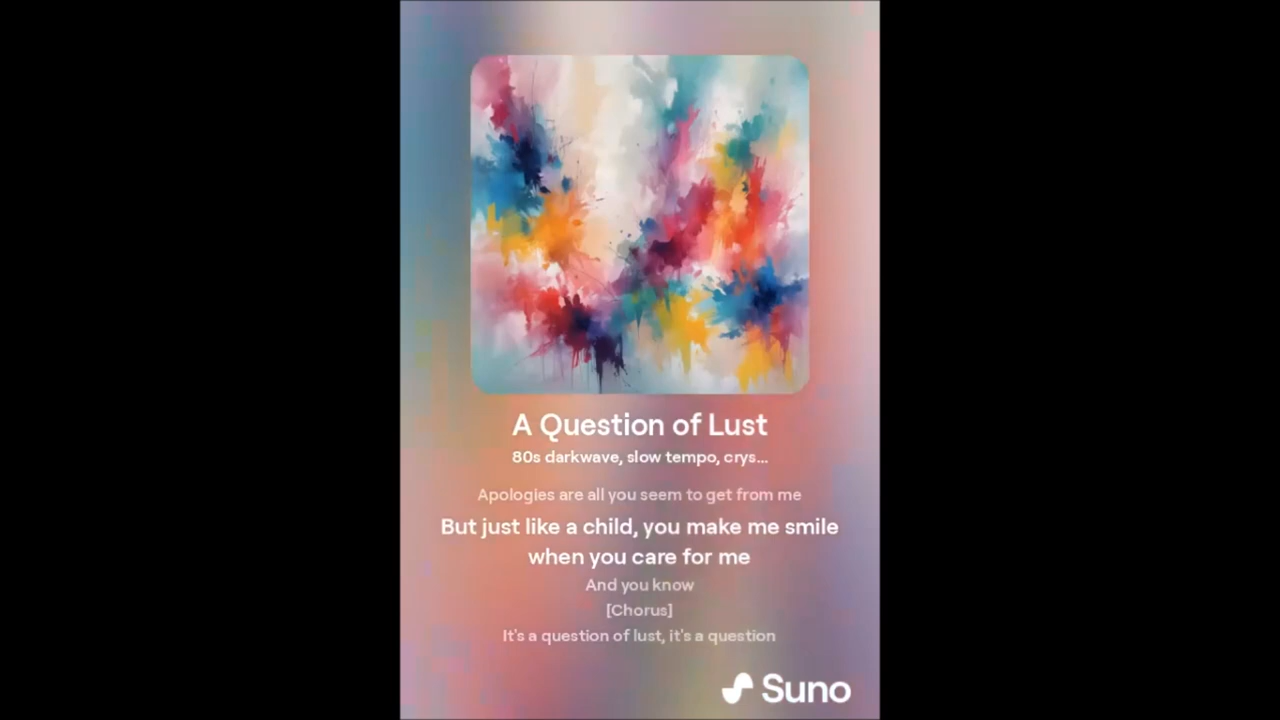 A Question of Lust
80s darkwave, slow tempo, crys...
Apologies are all you seem to get from me
But just like a child, you make me smile
when you care for me
And you know
[Chorus]
It's a question of lust, it's a question
Suno